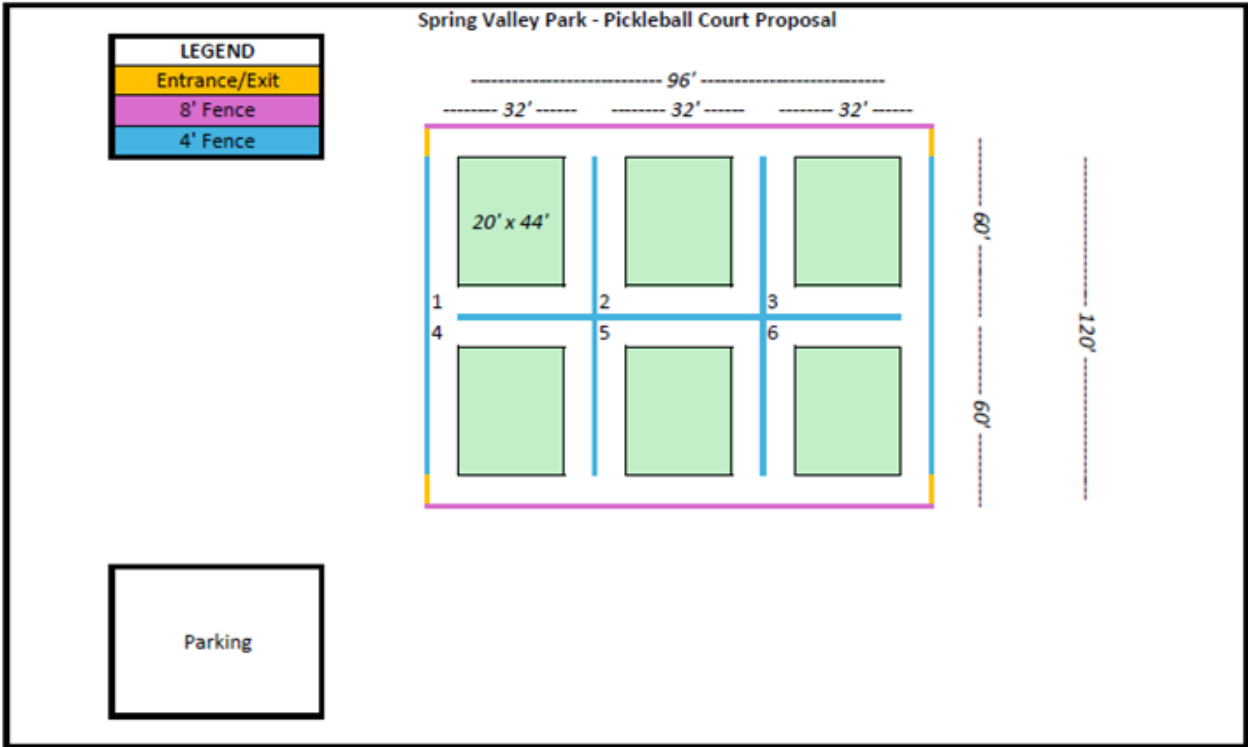 Spring Valley Park - Pickleball Court Proposal
LEGEND
Entrance/Exit
8' Fence
4' Fence
96'
32' 32' 32'
20' x 44'
60'
1 2 3
4 5 6
120'
60'
Parking